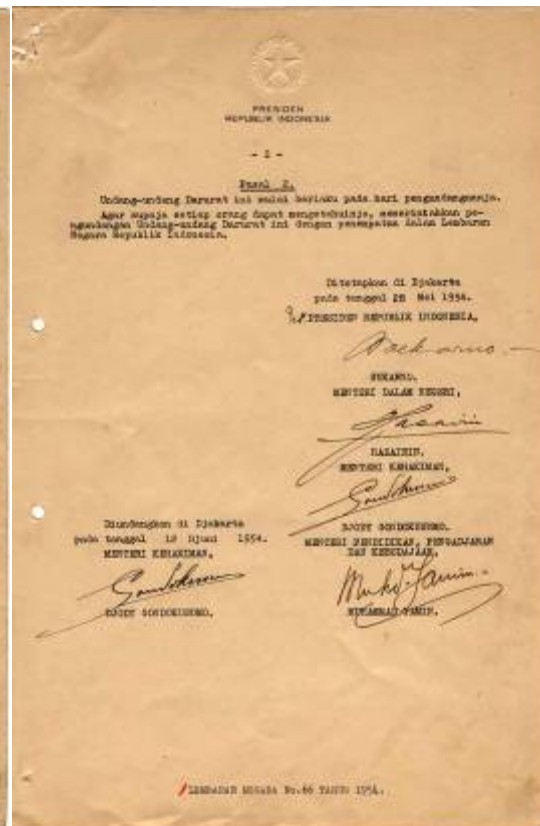 PRESIDEN
REPUBLIK INDONESIA
- 2 -
Pasal 2.
Undang-undang Darurat ini mulai berlaku pada hari pengundangannja.
Agar supaja setiap orang dapat mengetahuinja, memerintahkan pe-
ngundangan Undang-undang Darurat ini dengan penempatan dalam Lembaran
Negara Republik Indonesia.
Ditetapkan di Djakarta
pada tanggal 28 Mei 1954.
PRESIDEN REPUBLIK INDONESIA,
Soekarno
SUKARNO.
MENTERI DALAM NEGERI,
HAZAIRIN.
MENTERI KEHAKIMAN,
DJODY GONDOKUSUMO.
MENTERI PENDIDIKAN, PENGADJARAN
DAN KEBUDAJAAN,
MUHAMMAD YAMIN.
Diundangkan di Djakarta
pada tanggal 12 Djuni 1954.
MENTERI KEHAKIMAN,
DJODY GONDOKUSUMO.
LEMBARAN NEGARA No.66 TAHUN 1954.